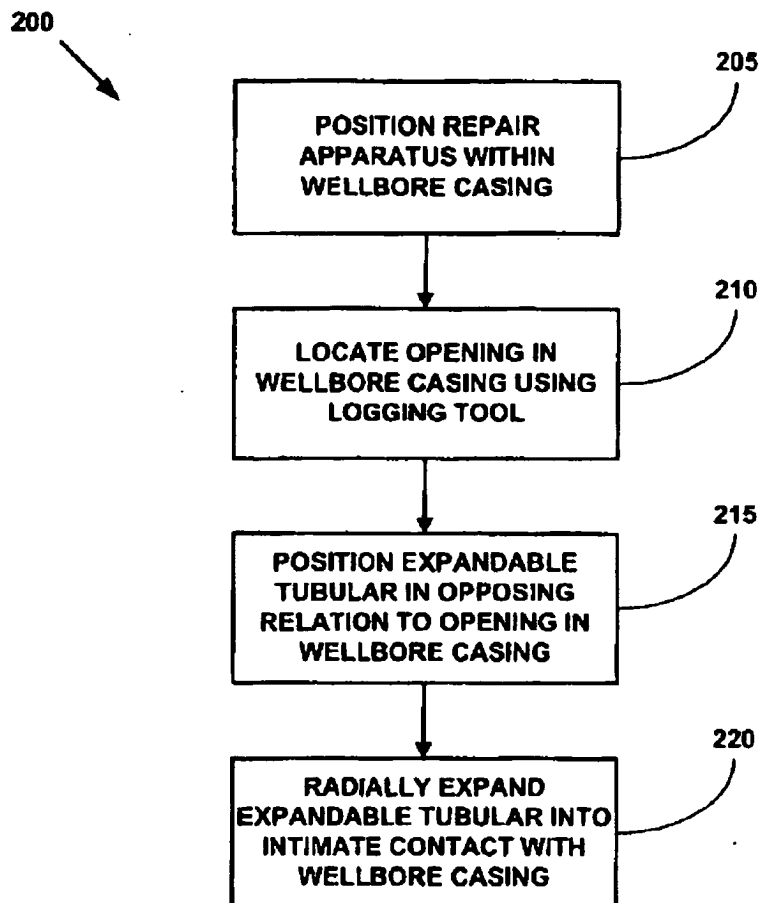 200
205
POSITION REPAIR
APPARATUS WITHIN
WELLBORE CASING
210
LOCATE OPENING IN
WELLBORE CASING USING
LOGGING TOOL
215
POSITION EXPANDABLE
TUBULAR IN OPPOSING
RELATION TO OPENING IN
WELLBORE CASING
220
RADIALLY EXPAND
EXPANDABLE TUBULAR INTO
INTIMATE CONTACT WITH
WELLBORE CASING